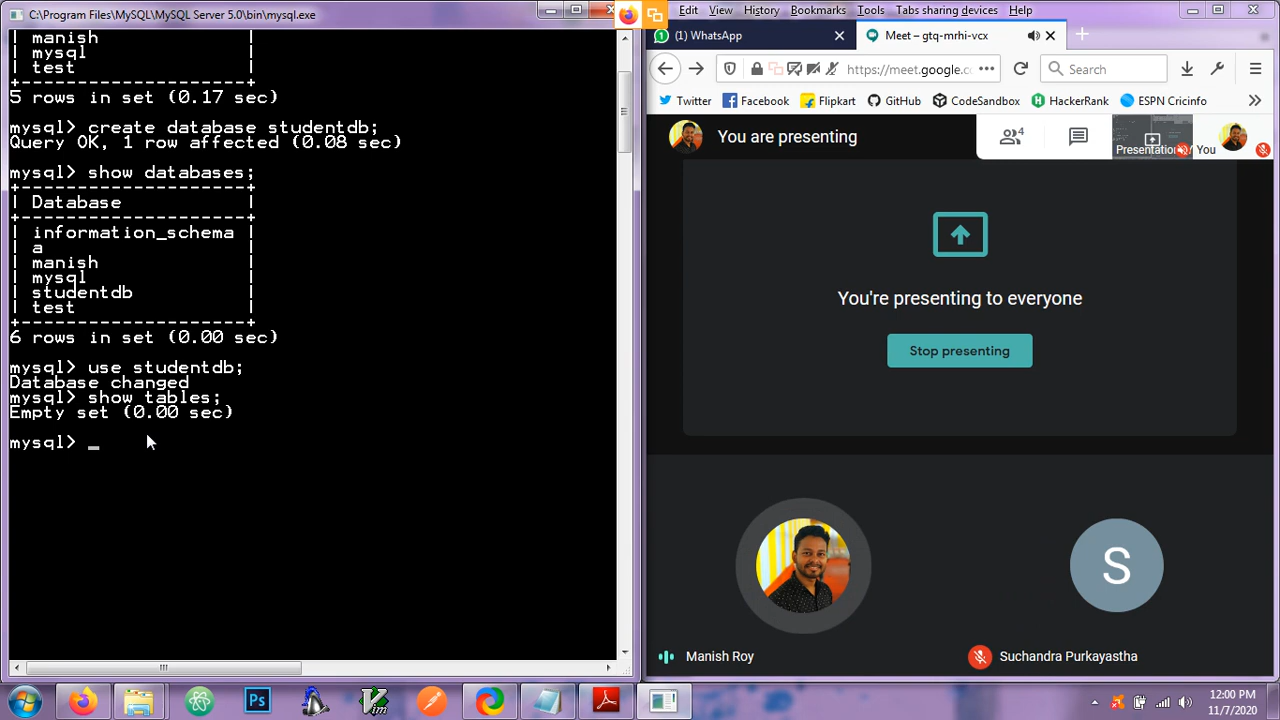 C:\Program Files\MySQL\MySQL Server 5.0\bin\mysql.exe
| manish |
| mysql |
| test |
+---------------------+
5 rows in set (0.17 sec)
mysql> create database studentdb;
Query OK, 1 row affected (0.08 sec)
mysql> show databases;
+---------------------+
| Database |
+---------------------+
| information_schema
a |
| manish |
| mysql |
| studentdb |
| test |
+---------------------+
6 rows in set (0.00 sec)
mysql> use studentdb;
Database changed
mysql> show tables;
Empty set (0.00 sec)
mysql> _
Edit View History Bookmarks Tools Tabs sharing devices Help
1 WhatsApp
Meet – gtq-mrhi-vcx
https://meet.google.c
Search
Twitter Facebook Flipkart GitHub CodeSandbox HackerRank ESPN Cricinfo
You are presenting
4
Presentation
You
You're presenting to everyone
Stop presenting
S
Manish Roy
Suchandra Purkayastha
Ps
12:00 PM
11/7/2020